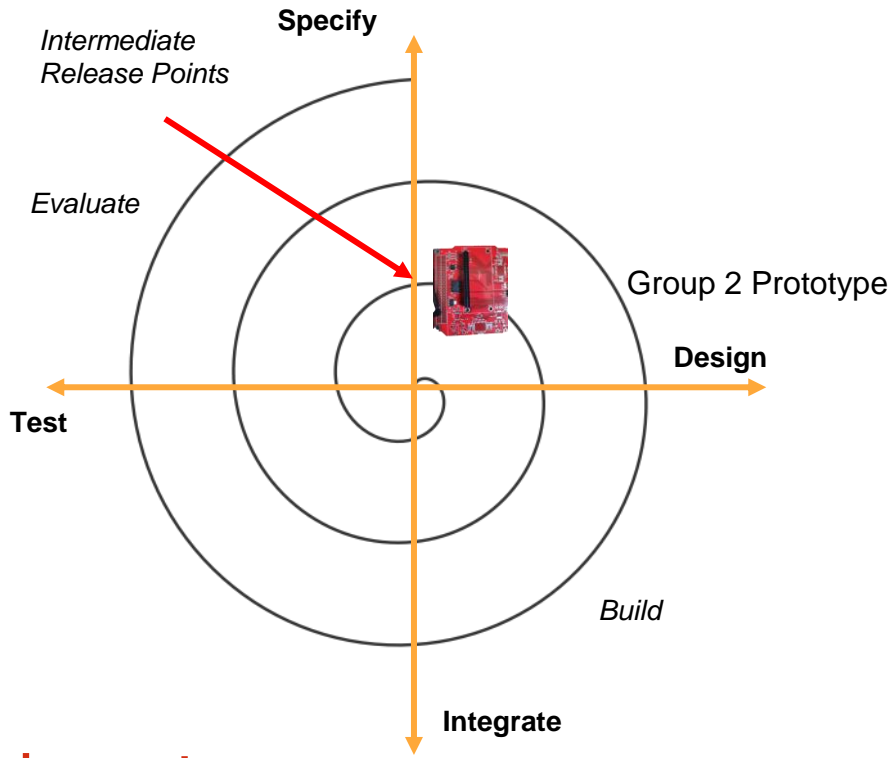 Specify
Intermediate
Release Points
Evaluate
Group 2 Prototype
Design
Test
Build
Integrate